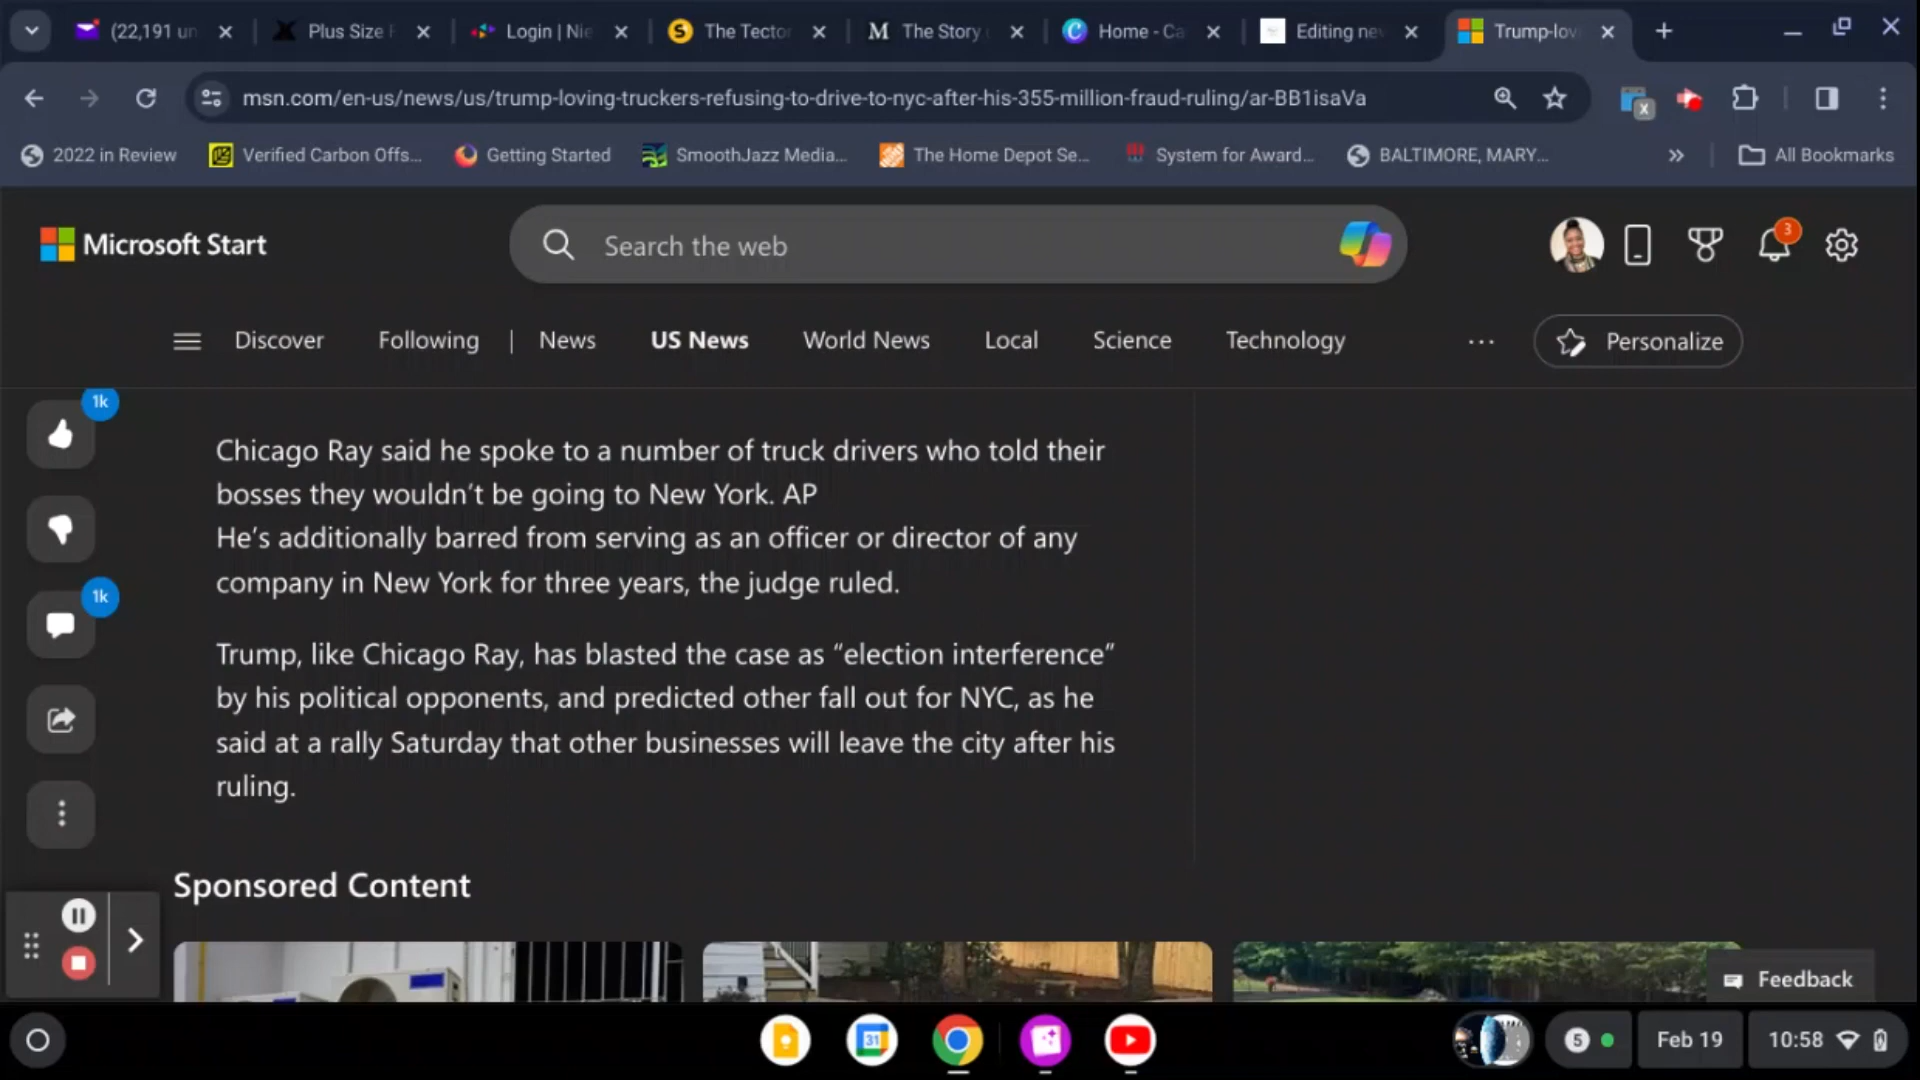 (22,191 un
Plus Size
Login | Nie
The Tector
The Story
Home - Ca
Editing ne
Trump-lov
msn.com/en-us/news/us/trump-loving-truckers-refusing-to-drive-to-nyc-after-his-355-million-fraud-ruling/ar-BB1isaVa
2022 in Review
Verified Carbon Offs...
Getting Started
SmoothJazz Media...
The Home Depot Se...
System for Award...
BALTIMORE, MARY...
All Bookmarks
Microsoft Start
Search the web
3
Discover
Following
News
US News
World News
Local
Science
Technology
Personalize
1k
Chicago Ray said he spoke to a number of truck drivers who told their
bosses they wouldn't be going to New York. AP
He's additionally barred from serving as an officer or director of any
company in New York for three years, the judge ruled.
1k
Trump, like Chicago Ray, has blasted the case as “election interference”
by his political opponents, and predicted other fall out for NYC, as he
said at a rally Saturday that other businesses will leave the city after his
ruling.
Sponsored Content
Feedback
31
5
Feb 19
10:58